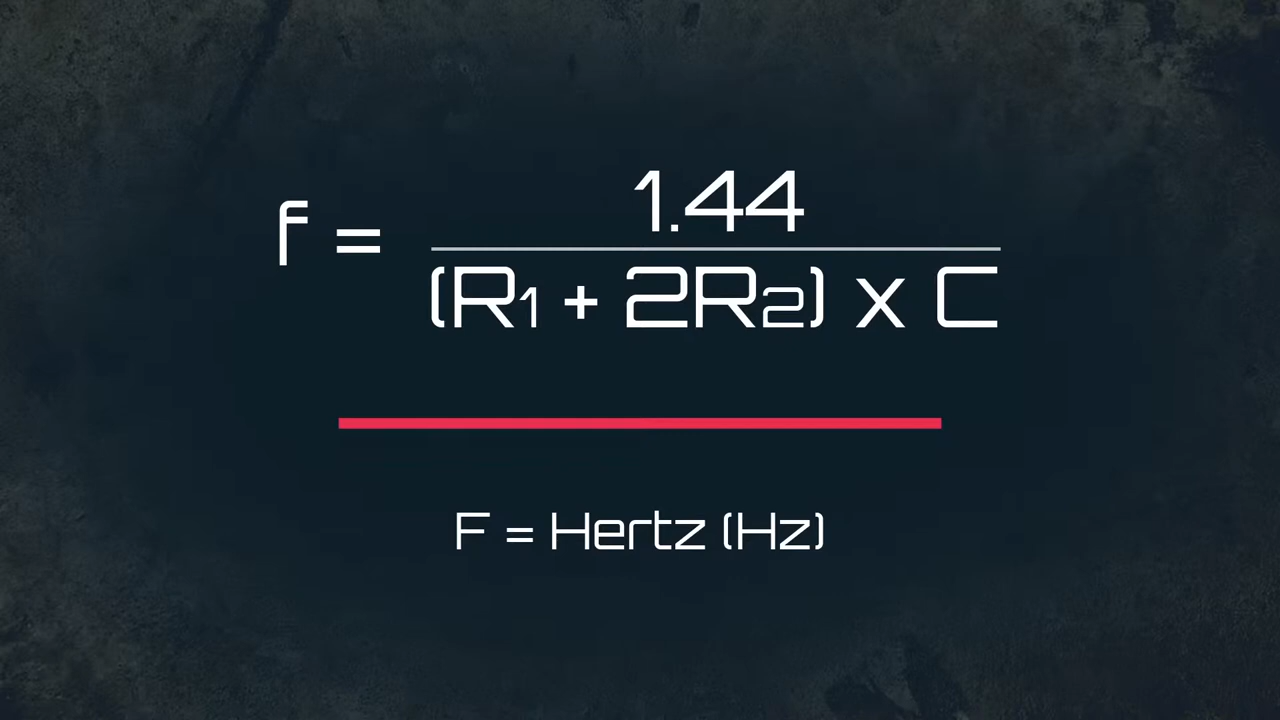 f = 1.44
(R1 + 2R2) x C
F = Hertz (Hz)